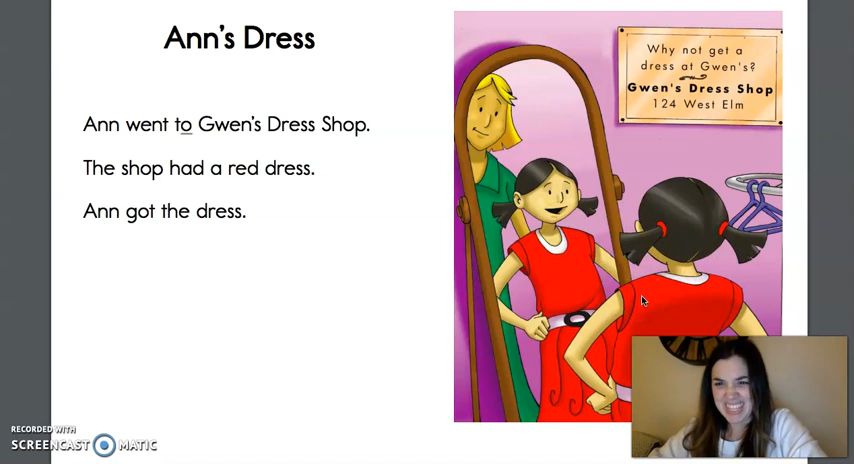 Ann's Dress
Ann went to Gwen's Dress Shop.
The shop had a red dress.
Ann got the dress.
Why not get a
dress at Gwen's?
Gwen's Dress Shop
124 West Elm
RECORDED WITH
SCREENCAST MATIC